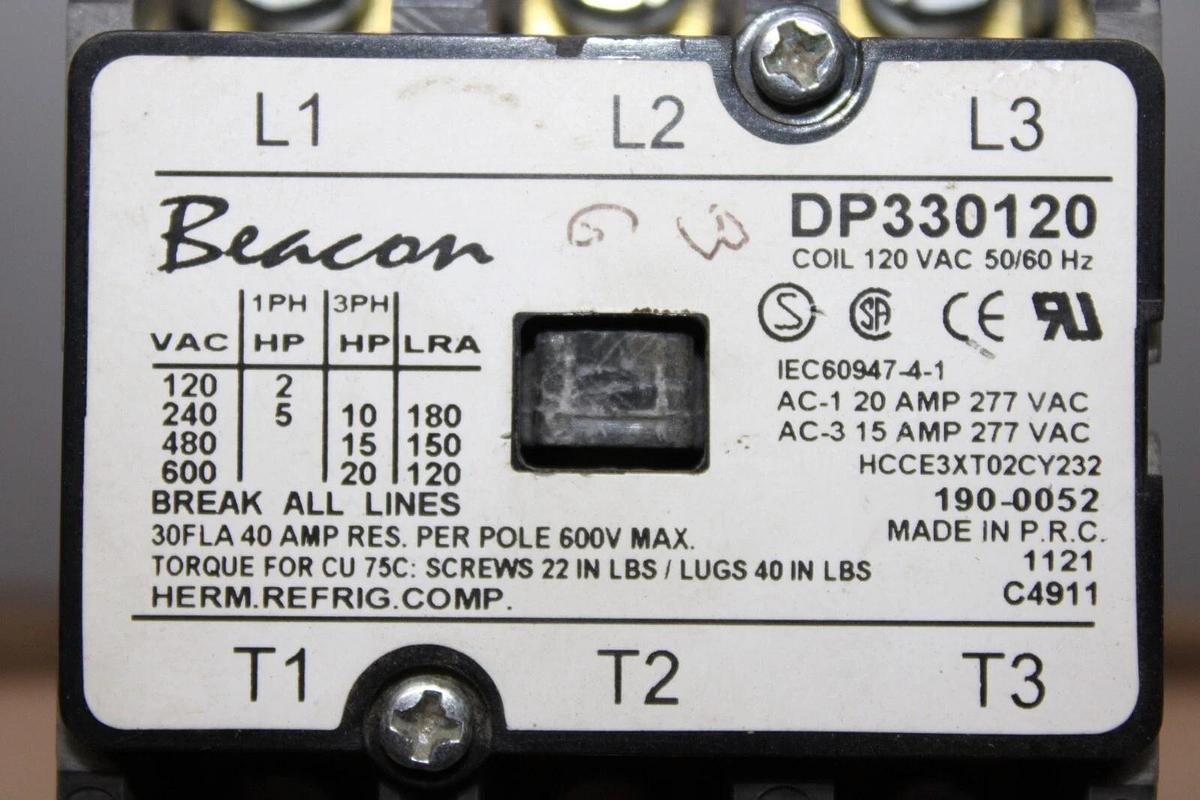 L1 L2 L3
Beacon
DP330120
COIL 120 VAC 50/60 Hz
1PH 3PH
VAC HP HP LRA
120 2
240 5 10 180
480 15 150
600 20 120
BREAK ALL LINES
30FLA 40 AMP RES. PER POLE 600V MAX.
TORQUE FOR CU 75C: SCREWS 22 IN LBS / LUGS 40 IN LBS
HERM.REFRIG.COMP.
S SA CE RU
IEC60947-4-1
AC-1 20 AMP 277 VAC
AC-3 15 AMP 277 VAC
HCCE3XT02CY232
190-0052
MADE IN P.R.C.
1121
C4911
T1 T2 T3